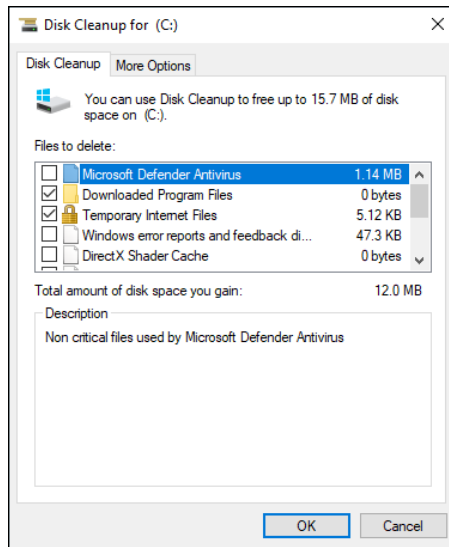 Disk Cleanup for (C:)
Disk Cleanup More Options
You can use Disk Cleanup to free up to 15.7 MB of disk
space on (C:).
Files to delete:
Microsoft Defender Antivirus 1.14 MB
Downloaded Program Files 0 bytes
Temporary Internet Files 5.12 KB
Windows error reports and feedback di... 47.3 KB
DirectX Shader Cache 0 bytes
Total amount of disk space you gain: 12.0 MB
Description
Non critical files used by Microsoft Defender Antivirus
OK Cancel